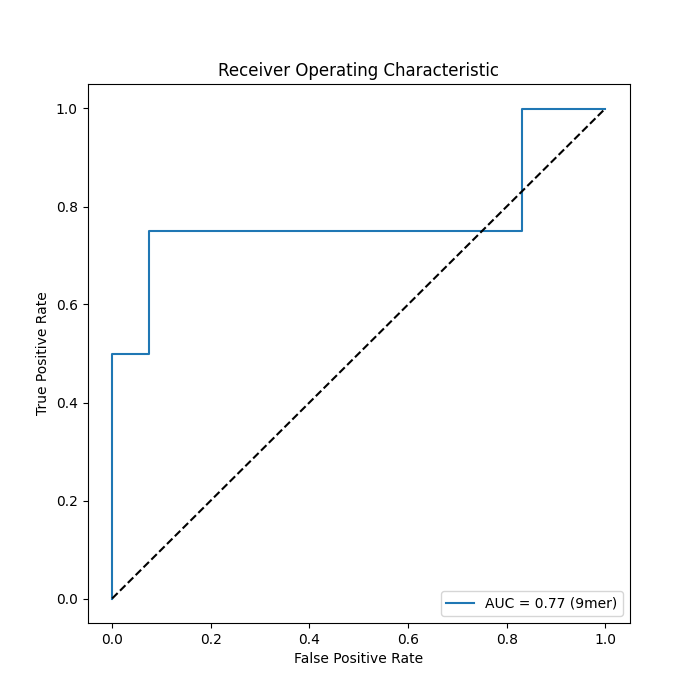 Receiver Operating Characteristic
True Positive Rate
1.0
0.8
0.6
0.4
0.2
0.0
AUC = 0.77 (9mer)
0.0 0.2 0.4 0.6 0.8 1.0
False Positive Rate